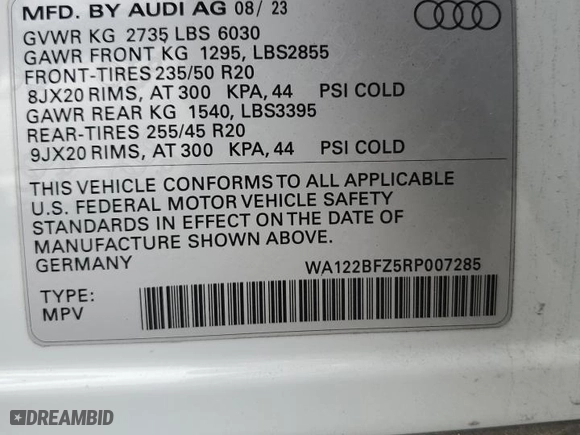 MFD. BY AUDI AG 08/ 23
GVWR KG 2735 LBS 6030
GAWR FRONT KG 1295, LBS2855
FRONT-TIRES 235/50 R20
8JX20 RIMS, AT 300 KPA, 44 PSI COLD
GAWR REAR KG 1540, LBS3395
REAR-TIRES 255/45 R20
9JX20 RIMS, AT 300 KPA, 44 PSI COLD
THIS VEHICLE CONFORMS TO ALL APPLICABLE
U.S. FEDERAL MOTOR VEHICLE SAFETY
STANDARDS IN EFFECT ON THE DATE OF
MANUFACTURE SHOWN ABOVE.
GERMANY WA122BFZ5RP007285
TYPE:
MPV
DREAMBID